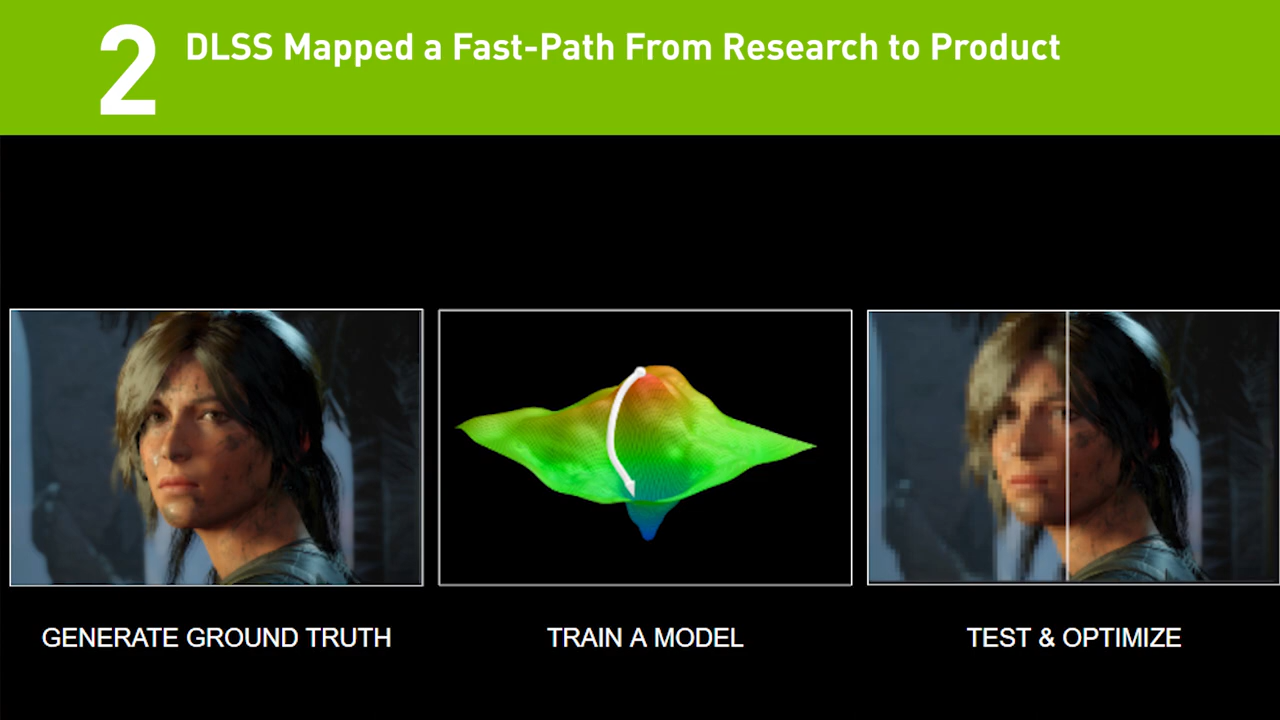 2
DLSS Mapped a Fast-Path From Research to Product
GENERATE GROUND TRUTH
TRAIN A MODEL
TEST & OPTIMIZE